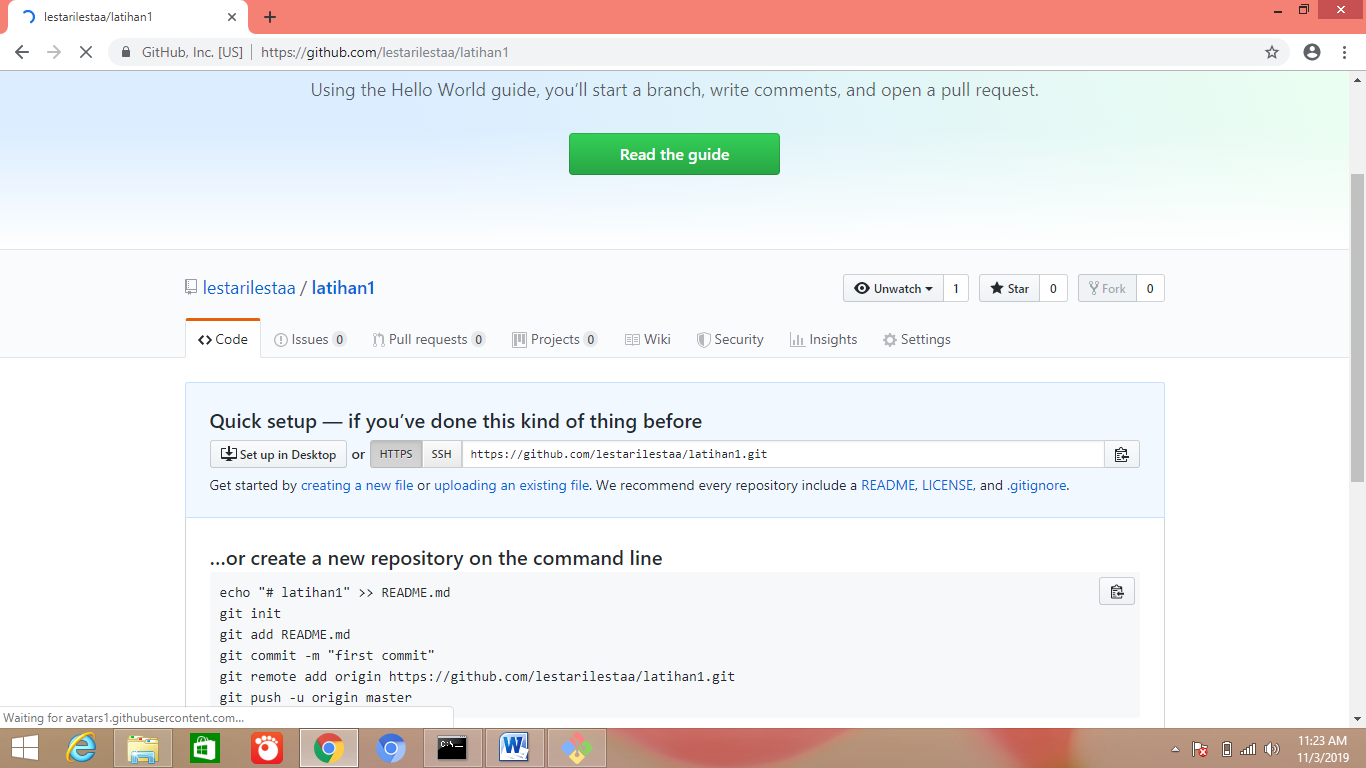 lestarilestaa/latihan1
GitHub, Inc. [US] https://github.com/lestarilestaa/latihan1
Using the Hello World guide, you’ll start a branch, write comments, and open a pull request.
Read the guide
lestarilestaa / latihan1
Unwatch 1 Star 0 Fork 0
Code Issues 0 Pull requests 0 Projects 0 Wiki Security Insights Settings
Quick setup — if you’ve done this kind of thing before
Set up in Desktop or HTTPS SSH https://github.com/lestarilestaa/latihan1.git
Get started by creating a new file or uploading an existing file. We recommend every repository include a README, LICENSE, and .gitignore.
…or create a new repository on the command line
echo "# latihan1" >> README.md
git init
git add README.md
git commit -m "first commit"
git remote add origin https://github.com/lestarilestaa/latihan1.git
git push -u origin master
Waiting for avatars1.githubusercontent.com...
11:23 AM
11/3/2019